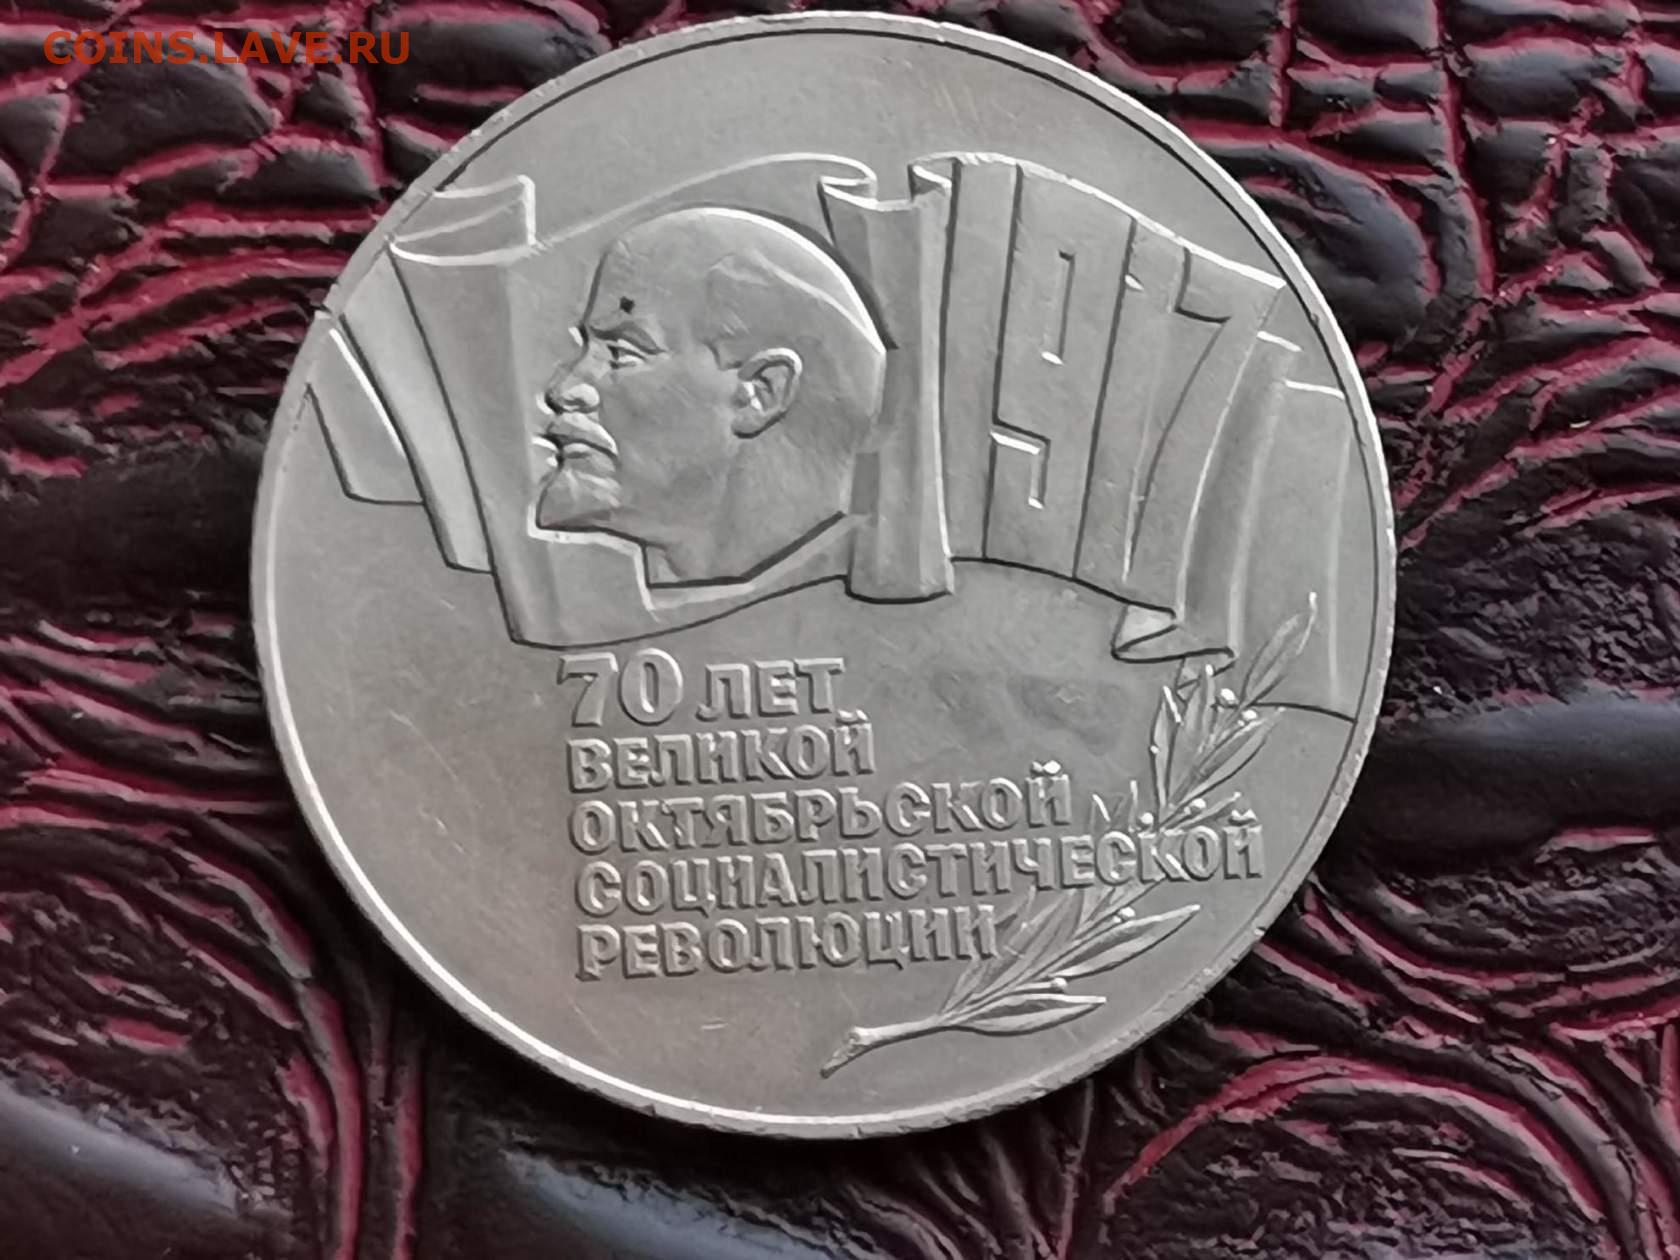 COINS.LAVE.RU
1917
70 ЛЕТ
ВЕЛИКОЙ
ОКТЯБРЬСКОЙ
СОЦИАЛИСТИЧЕСКОЙ
РЕВОЛЮЦИИ